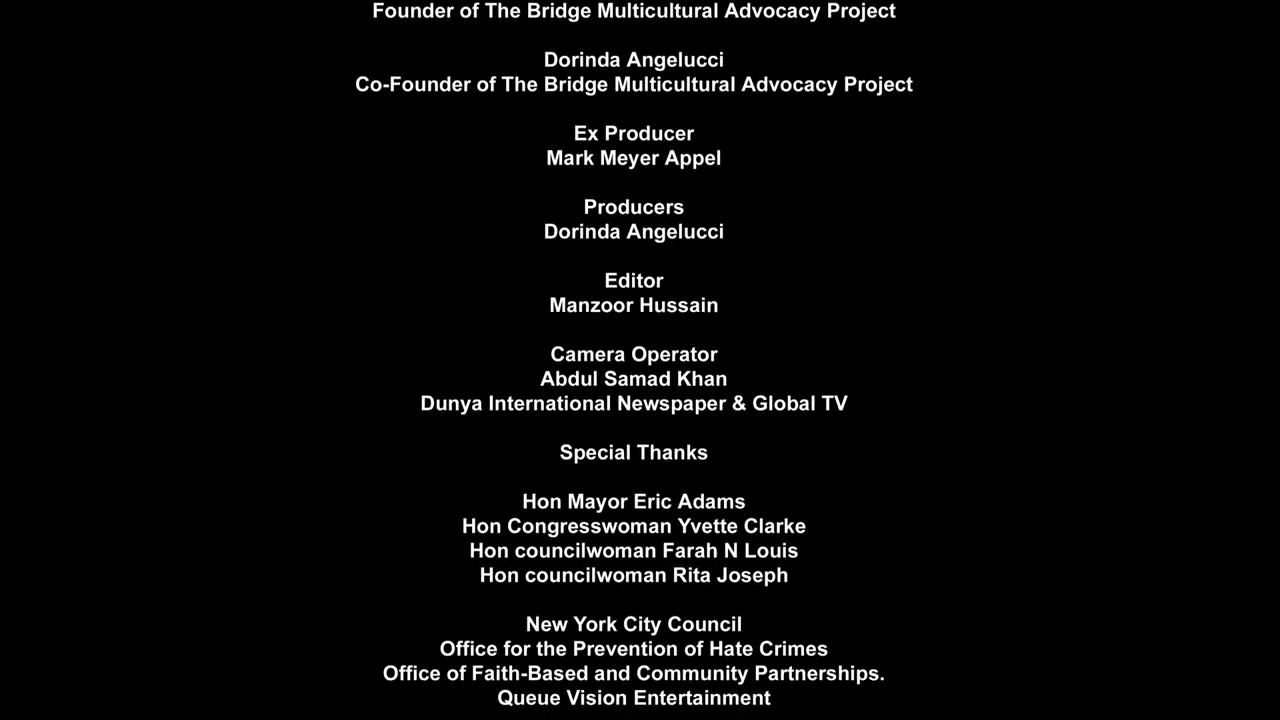 Founder of The Bridge Multicultural Advocacy Project
Dorinda Angelucci
Co-Founder of The Bridge Multicultural Advocacy Project
Ex Producer
Mark Meyer Appel
Producers
Dorinda Angelucci
Editor
Manzoor Hussain
Camera Operator
Abdul Samad Khan
Dunya International Newspaper & Global TV
Special Thanks
Hon Mayor Eric Adams
Hon Congresswoman Yvette Clarke
Hon councilwoman Farah N Louis
Hon councilwoman Rita Joseph
New York City Council
Office for the Prevention of Hate Crimes
Office of Faith-Based and Community Partnerships.
Queue Vision Entertainment